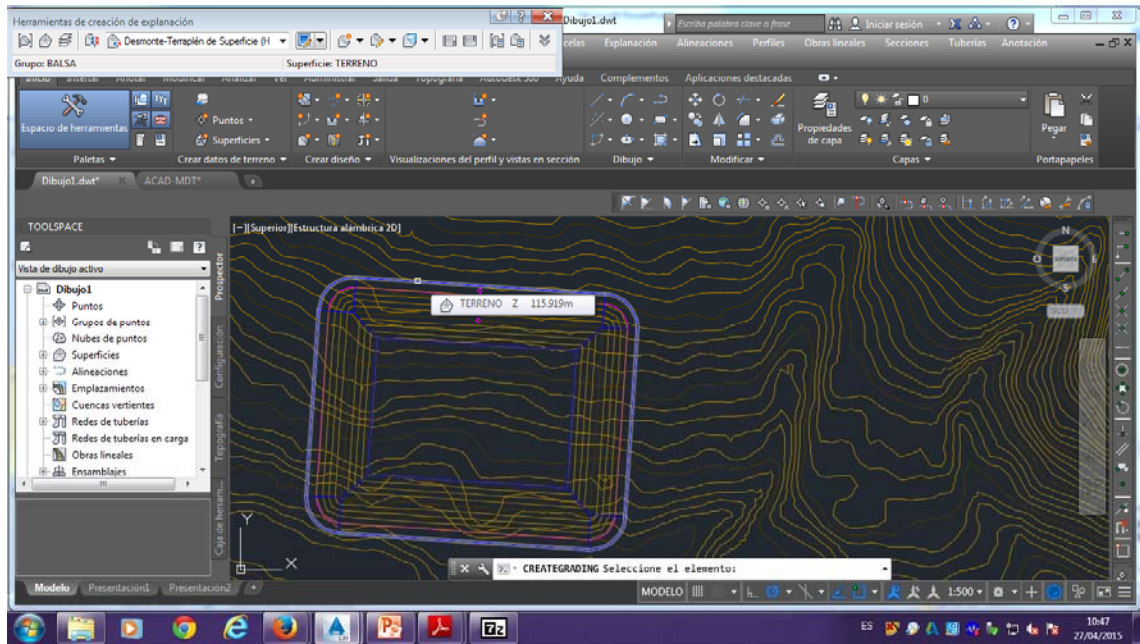 Herramientas de creación de explanación
Dibujo1.dwt
Escriba palabra clave o frase
Iniciar sesión
Desmonte-Terraplén de Superficie (H
Grupo: BALSA
Superficie: TERRENO
Explanación Alineaciones Perfiles Obras lineales Secciones Tuberías Anotación
Complementos Aplicaciones destacadas
Espacio de herramientas
Puntos
Superficies
Propiedades de capa
0
Pegar
Paletas
Crear datos de terreno
Crear diseño
Visualizaciones del perfil y vistas en sección
Dibujo
Modificar
Capas
Portapapeles
Dibujo1.dwt*
ACAD-MDT*
TOOLSPACE
Vista de dibujo activo
Dibujo1
Puntos
Grupos de puntos
Nubes de puntos
Superficies
Alineaciones
Emplazamientos
Cuencas vertientes
Redes de tuberías
Redes de tuberías en carga
Obras lineales
Ensamblajes
Prospector
Configuración
Topografía
Caja de herram...
[−][Superior][Estructura alámbrica 2D]
TERRENO Z 115.919m
N
E
S
O
Y
X
CREATEGRADING Seleccione el elemento:
Modelo
Presentación1
Presentación2
MODELO
1:500
ES
10:47
27/04/2015